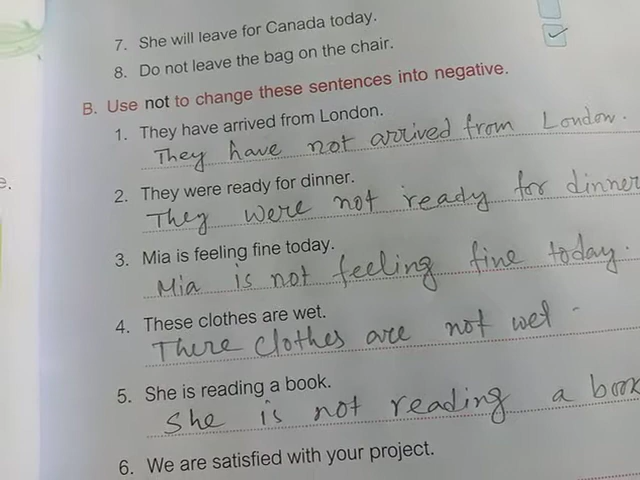 7. She will leave for Canada today.
8. Do not leave the bag on the chair.
B. Use not to change these sentences into negative.
1. They have arrived from London.
They have not arrived from London.
2. They were ready for dinner.
They were not ready for dinner
3. Mia is feeling fine today.
Mia is not feeling fine today.
4. These clothes are wet.
There clothes are not wet
5. She is reading a book.
She is not reading a book
6. We are satisfied with your project.